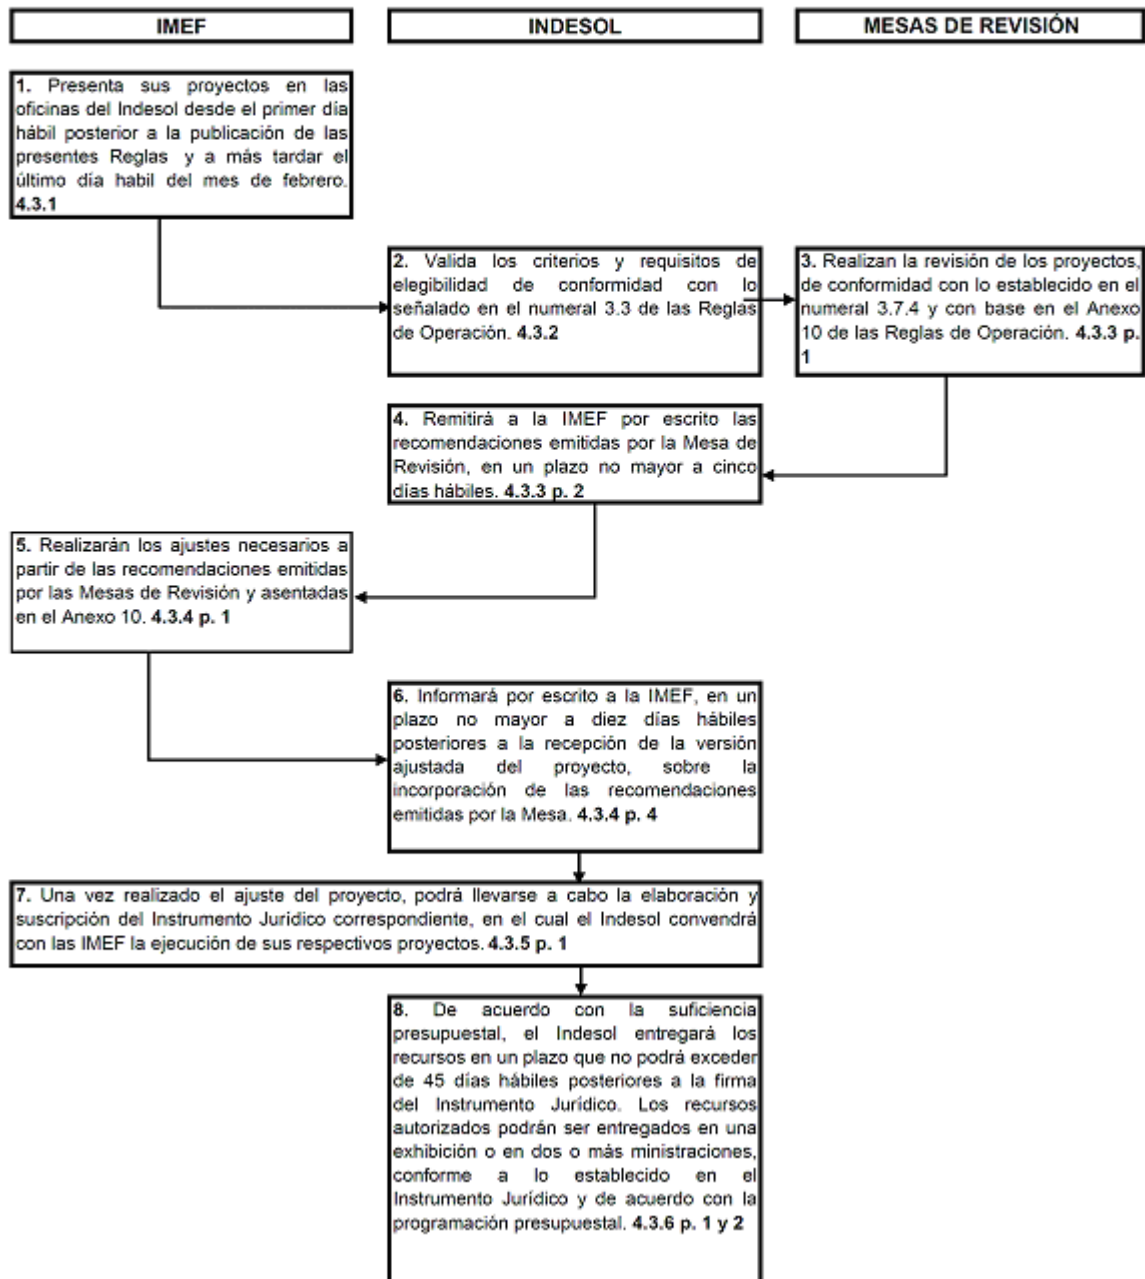 IMEF
INDESOL
MESAS DE REVISIÓN
1. Presenta sus proyectos en las
oficinas del Indesol desde el primer día
hábil posterior a la publicación de las
presentes Reglas y a más tardar el
último día habil del mes de febrero.
4.3.1
2. Valida los criterios y requisitos de
elegibilidad de conformidad con lo
señalado en el numeral 3.3 de las Reglas
de Operación. 4.3.2
3. Realizan la revisión de los proyectos,
de conformidad con lo establecido en el
numeral 3.7.4 y con base en el Anexo
10 de las Reglas de Operación. 4.3.3 p.
1
4. Remitirá a la IMEF por escrito las
recomendaciones emitidas por la Mesa de
Revisión, en un plazo no mayor a cinco
días hábiles. 4.3.3 p. 2
5. Realizarán los ajustes necesarios a
partir de las recomendaciones emitidas
por las Mesas de Revisión y asentadas
en el Anexo 10. 4.3.4 p. 1
6. Informará por escrito a la IMEF, en un
plazo no mayor a diez días hábiles
posteriores a la recepción de la versión
ajustada del proyecto, sobre la
incorporación de las recomendaciones
emitidas por la Mesa. 4.3.4 p. 4
7. Una vez realizado el ajuste del proyecto, podrá llevarse a cabo la elaboración y
suscripción del Instrumento Jurídico correspondiente, en el cual el Indesol convendrá
con las IMEF la ejecución de sus respectivos proyectos. 4.3.5 p. 1
8. De acuerdo con la suficiencia
presupuestal, el Indesol entregará los
recursos en un plazo que no podrá exceder
de 45 días hábiles posteriores a la firma
del Instrumento Jurídico. Los recursos
autorizados podrán ser entregados en una
exhibición o en dos o más ministraciones,
conforme a lo establecido en el
Instrumento Jurídico y de acuerdo con la
programación presupuestal. 4.3.6 p. 1 y 2